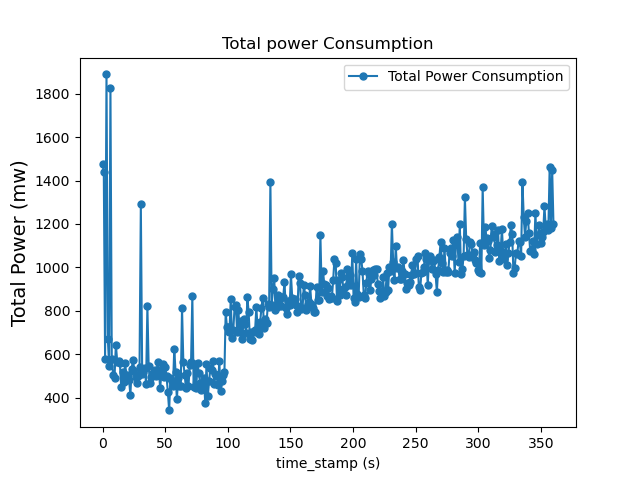 Total power Consumption
Total Power Consumption
Total Power (mw)
1800
1600
1400
1200
1000
800
600
400
0 50 100 150 200 250 300 350
time_stamp (s)